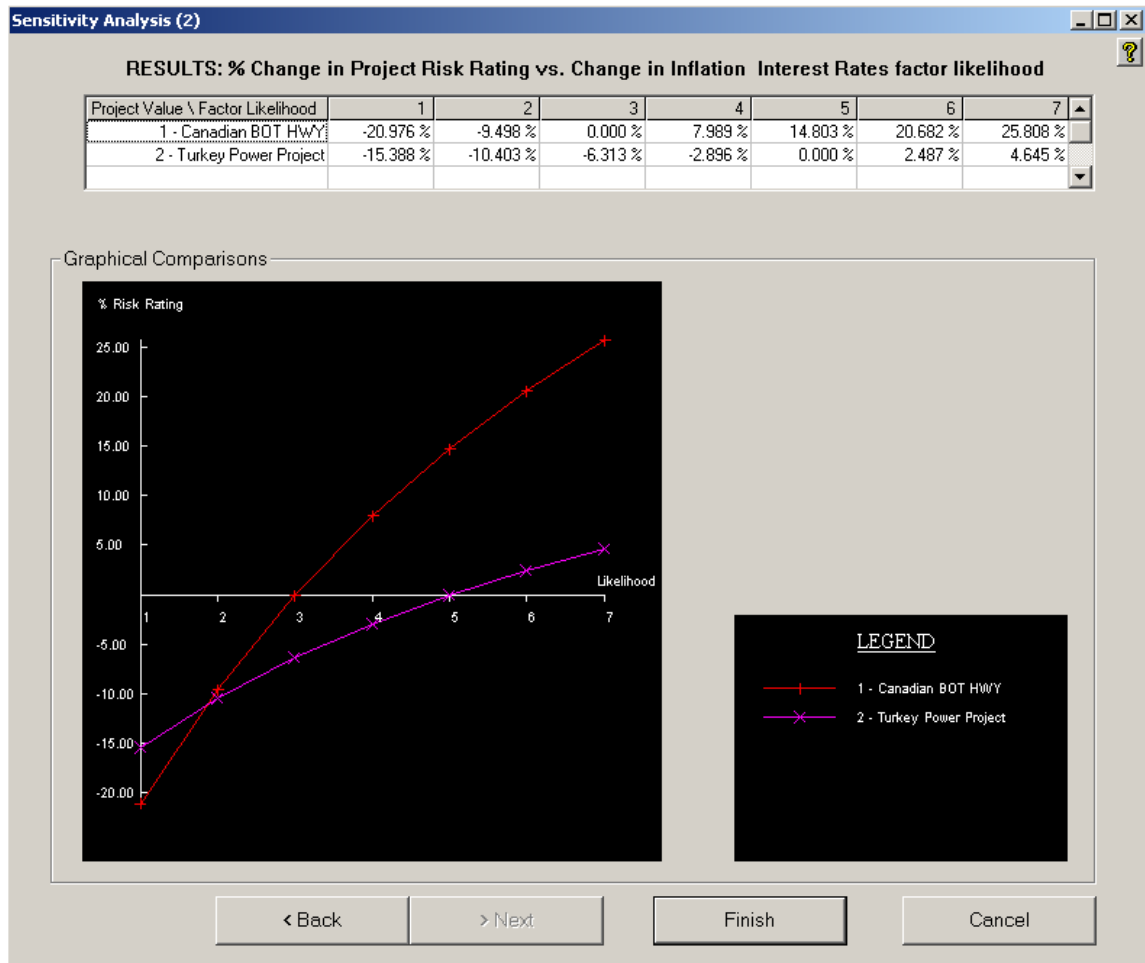 Sensitivity Analysis (2)
RESULTS: % Change in Project Risk Rating vs. Change in Inflation Interest Rates factor likelihood
Project Value \ Factor Likelihood 1 2 3 4 5 6 7
1 - Canadian BOT HWY -20.976 % -9.498 % 0.000 % 7.989 % 14.803 % 20.682 % 25.808 %
2 - Turkey Power Project -15.388 % -10.403 % -6.313 % -2.896 % 0.000 % 2.487 % 4.645 %
Graphical Comparisons
% Risk Rating
25.00
20.00
15.00
10.00
5.00
Likelihood
1 2 3 4 5 6 7
-5.00
-10.00
-15.00
-20.00
LEGEND
1 - Canadian BOT HWY
2 - Turkey Power Project
< Back > Next Finish Cancel